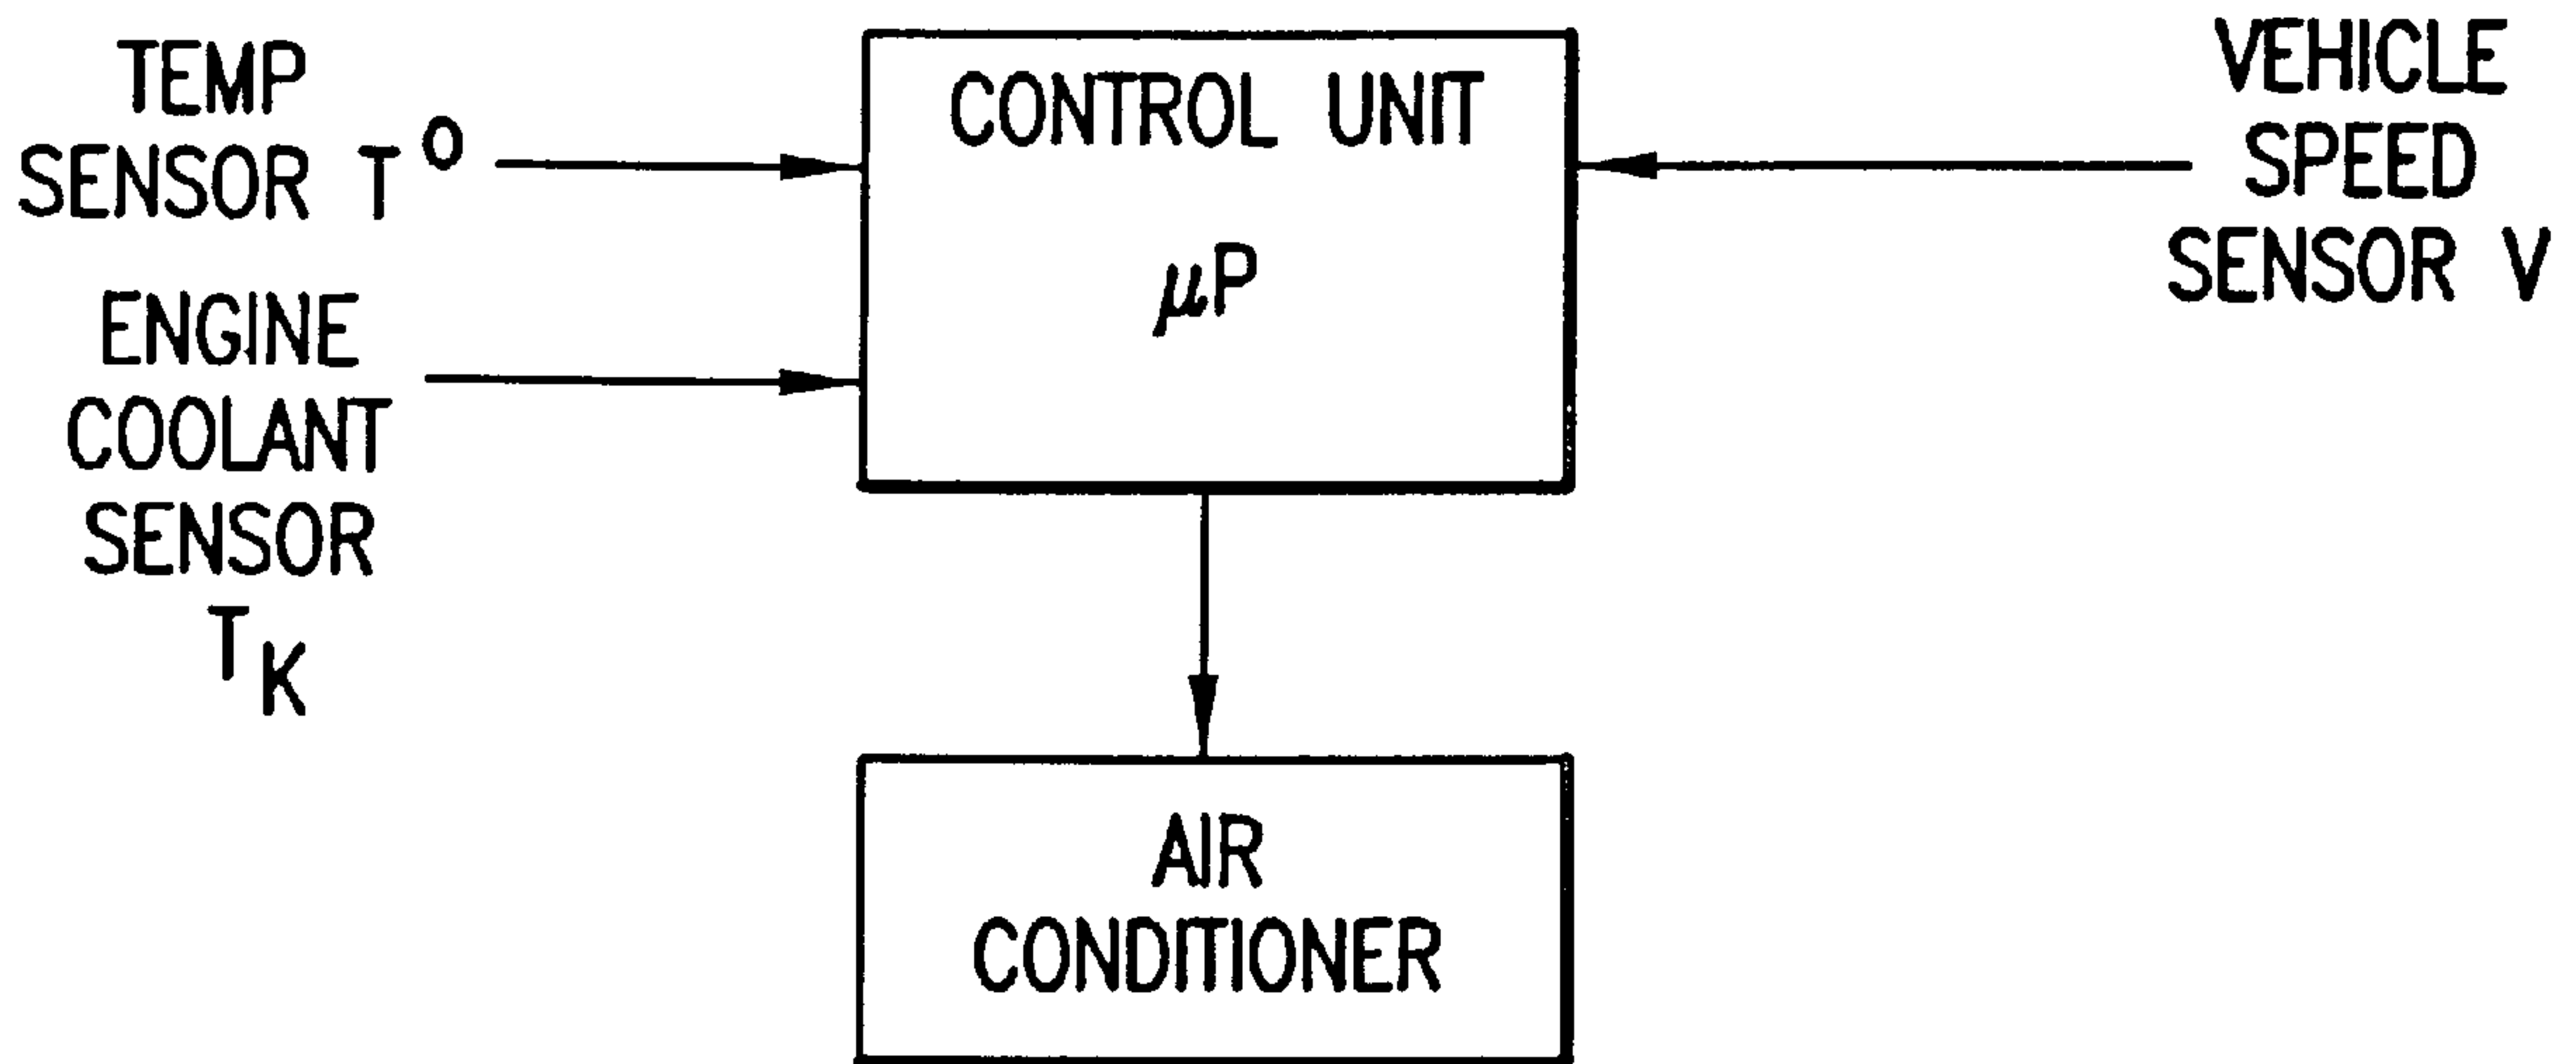 TEMP
SENSOR T°
ENGINE
COOLANT
SENSOR
T_K
CONTROL UNIT
μP
VEHICLE
SPEED
SENSOR V
AIR
CONDITIONER